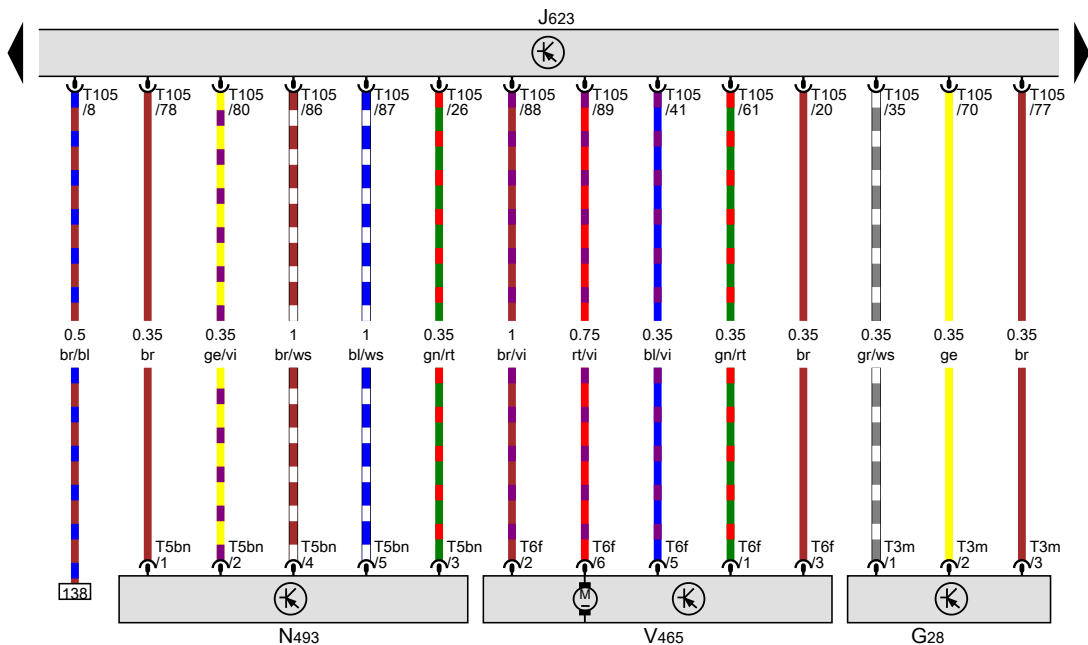 J623
T105 T105 T105 T105 T105 T105 T105 T105 T105 T105 T105 T105 T105 T105
/8 /78 /80 /86 /87 /26 /88 /89 /41 /61 /20 /35 /70 /77
0.5 0.35 0.35 1 1 0.35 1 0.75 0.35 0.35 0.35 0.35 0.35 0.35
br/bl br ge/vi br/ws bl/ws gn/rt br/vi rt/vi bl/vi gn/rt br gr/ws ge br
T5bn T5bn T5bn T5bn T5bn T6f T6f T6f T6f T6f T3m T3m T3m
/1 /2 /4 /5 /3 /2 /6 /5 /1 /3 /1 /2 /3
138 M
N493 V465 G28